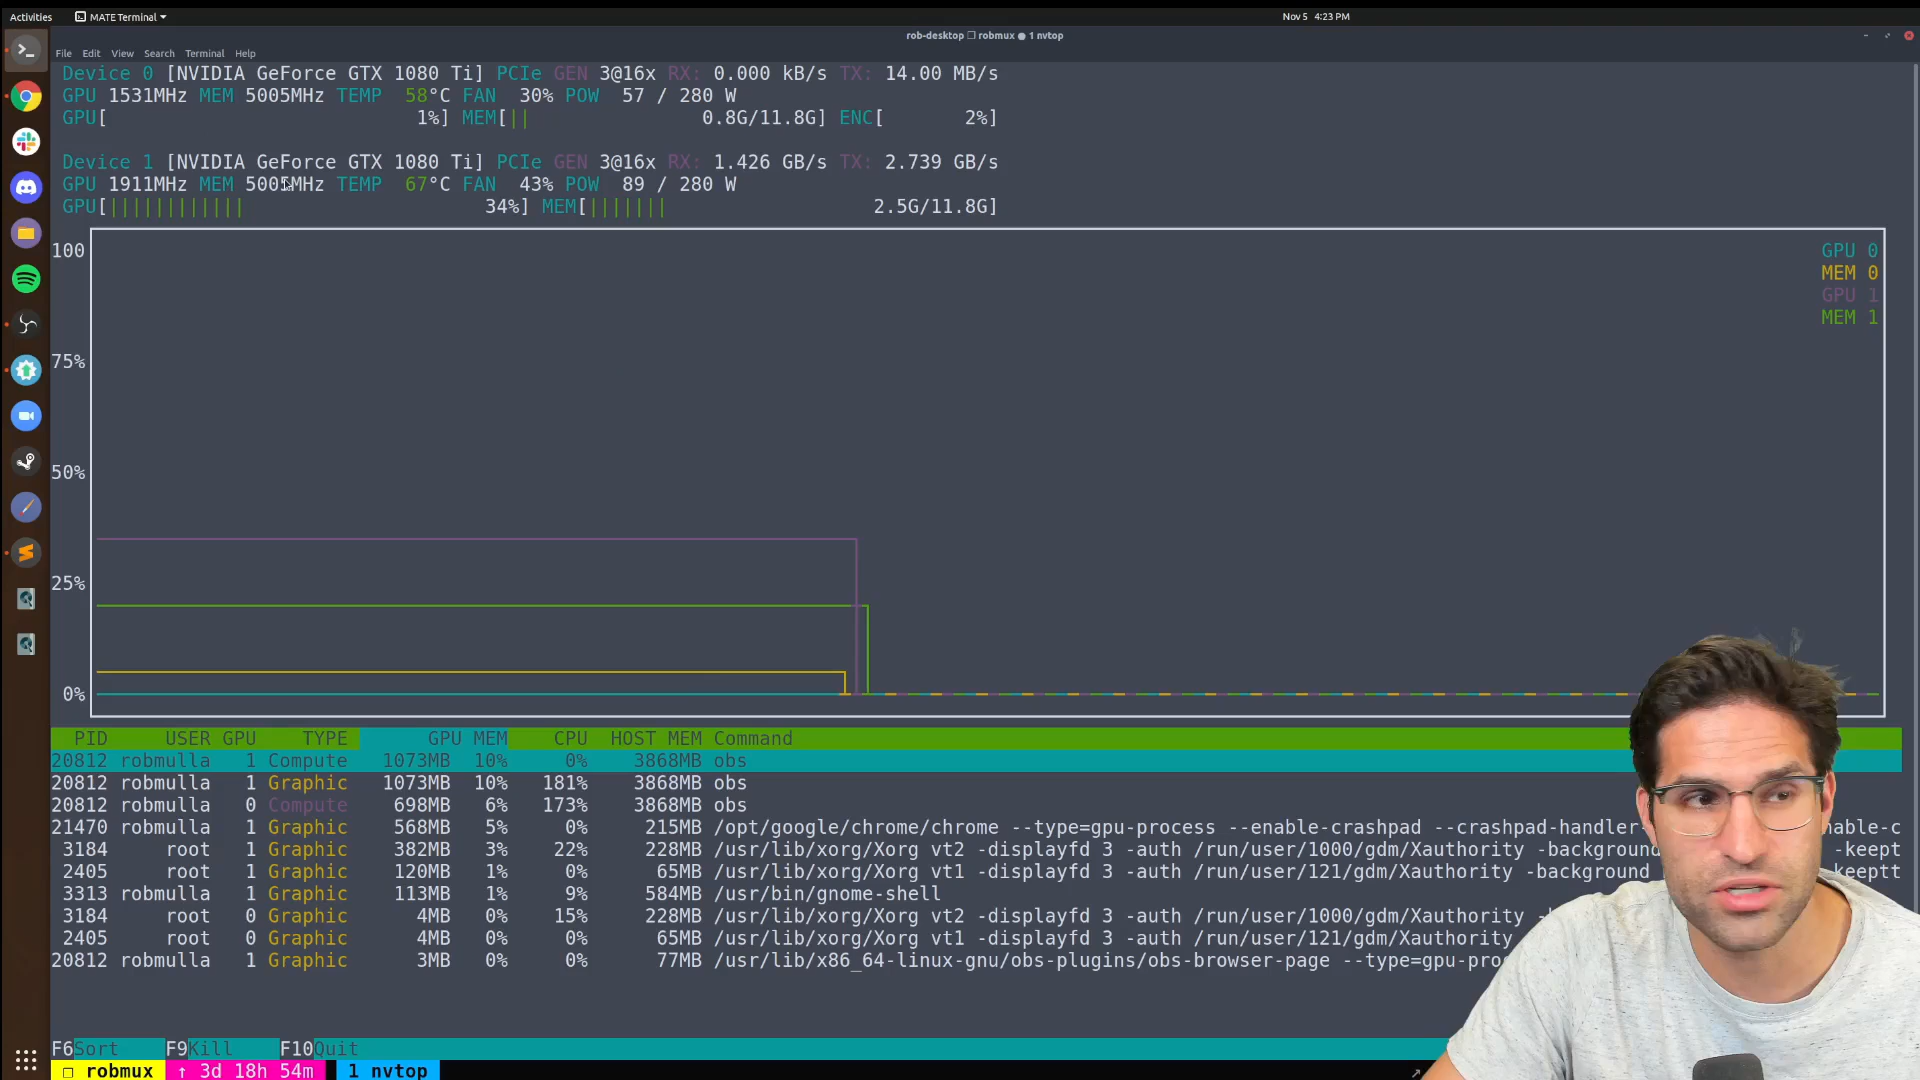 Activities MATE Terminal Nov 5 4:23 PM
rob-desktop ❐ robmux ● 1 nvtop
File Edit View Search Terminal Help
Device 0 [NVIDIA GeForce GTX 1080 Ti] PCIe GEN 3@16x RX: 0.000 kB/s TX: 14.00 MB/s
GPU 1531MHz MEM 5005MHz TEMP 58°C FAN 30% POW 57 / 280 W
GPU[ 1%] MEM[|| 0.8G/11.8G] ENC[ 2%]
Device 1 [NVIDIA GeForce GTX 1080 Ti] PCIe GEN 3@16x RX: 1.426 GB/s TX: 2.739 GB/s
GPU 1911MHz MEM 5005MHz TEMP 67°C FAN 43% POW 89 / 280 W
GPU[|||||||||||| 34%] MEM[||||||| 2.5G/11.8G]
100 GPU 0
MEM 0
GPU 1
MEM 1
75%
50%
25%
0%
PID USER GPU TYPE GPU MEM CPU HOST MEM Command
20812 robmulla 1 Compute 1073MB 10% 0% 3868MB obs
20812 robmulla 1 Graphic 1073MB 10% 181% 3868MB obs
20812 robmulla 0 Compute 698MB 6% 173% 3868MB obs
21470 robmulla 1 Graphic 568MB 5% 0% 215MB /opt/google/chrome/chrome --type=gpu-process --enable-crashpad --crashpad-handler- nable-c
3184 root 1 Graphic 382MB 3% 22% 228MB /usr/lib/xorg/Xorg vt2 -displayfd 3 -auth /run/user/1000/gdm/Xauthority -background -keept
2405 root 1 Graphic 120MB 1% 0% 65MB /usr/lib/xorg/Xorg vt1 -displayfd 3 -auth /run/user/121/gdm/Xauthority -background -keeptt
3313 robmulla 1 Graphic 113MB 1% 9% 584MB /usr/bin/gnome-shell
3184 root 0 Graphic 4MB 0% 15% 228MB /usr/lib/xorg/Xorg vt2 -displayfd 3 -auth /run/user/1000/gdm/Xauthority
2405 root 0 Graphic 4MB 0% 0% 65MB /usr/lib/xorg/Xorg vt1 -displayfd 3 -auth /run/user/121/gdm/Xauthority
20812 robmulla 1 Graphic 3MB 0% 0% 77MB /usr/lib/x86_64-linux-gnu/obs-plugins/obs-browser-page --type=gpu-pro
F6Sort F9Kill F10Quit
□ robmux ↑ 3d 18h 54m 1 nvtop